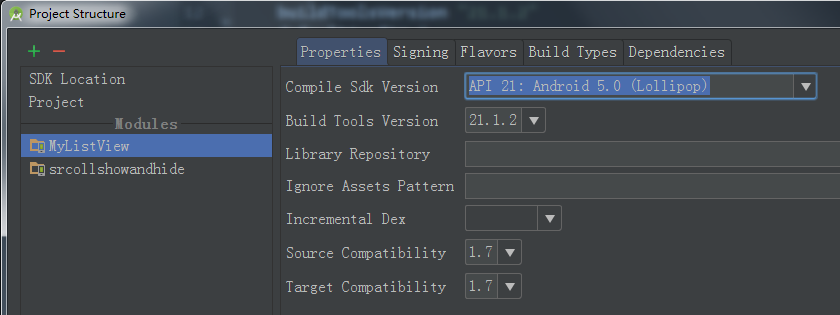 Project Structure
buildToolsVersion "21.1.2"
Properties Signing Flavors Build Types Dependencies
SDK Location
Project
Modules
MyListView
srcollshowandhide
Compile Sdk Version API 21: Android 5.0 (Lollipop)
Build Tools Version 21.1.2
Library Repository
Ignore Assets Pattern
Incremental Dex
Source Compatibility 1.7
Target Compatibility 1.7